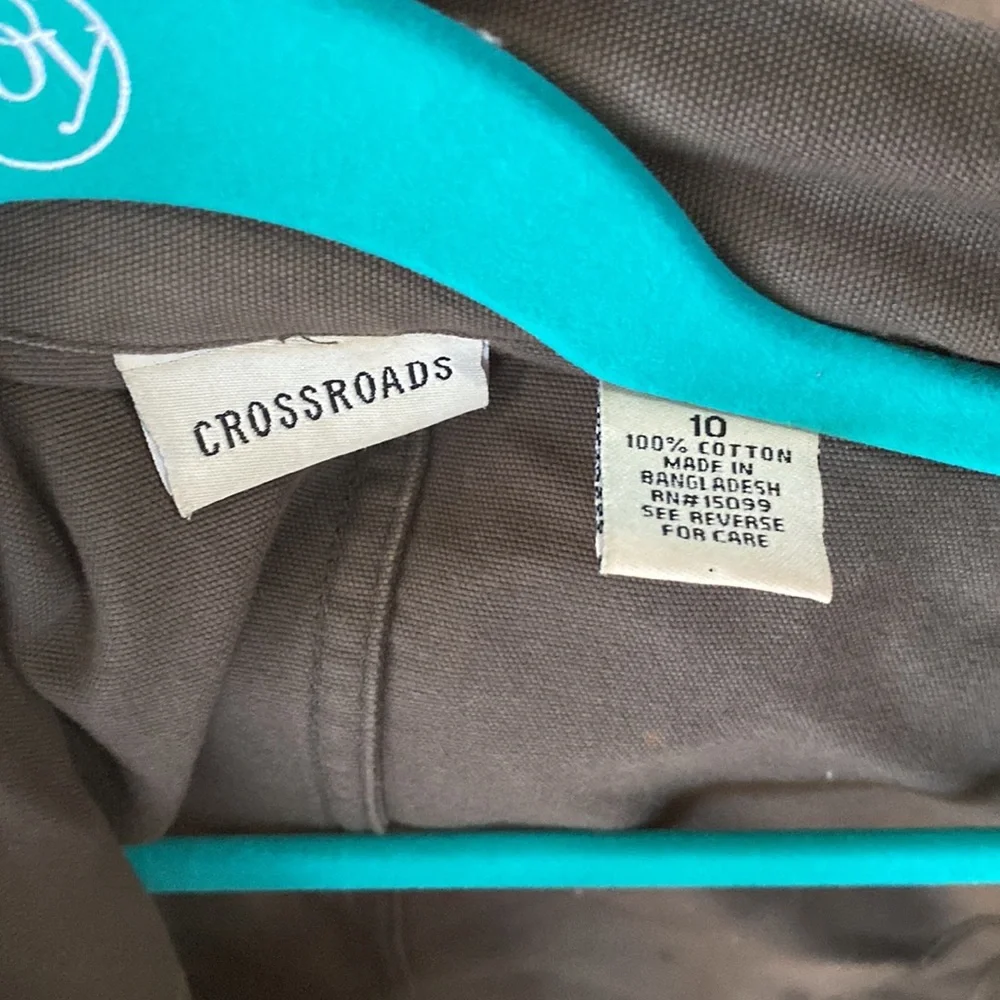 CROSSROADS
10
100% COTTON
MADE IN
BANGLADESH
RN#15099
SEE REVERSE
FOR CARE